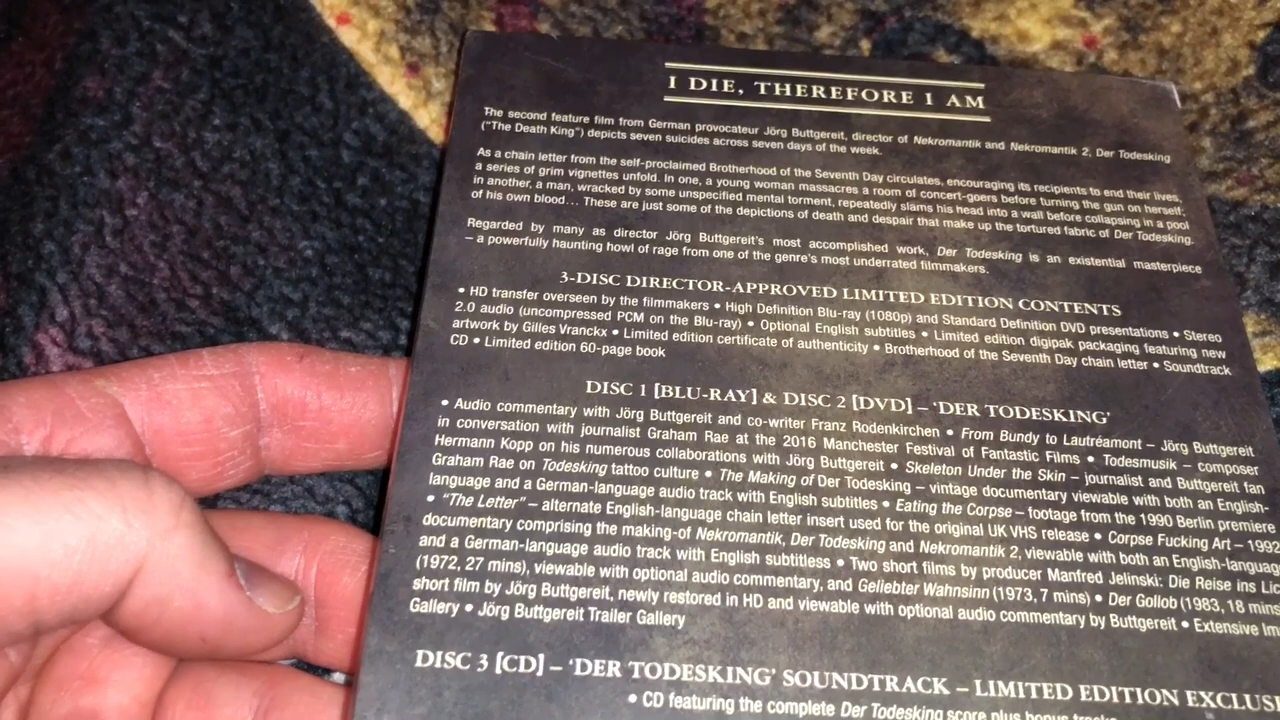 I DIE, THEREFORE I AM
The second feature film from German provocateur Jörg Buttgereit, director of Nekromantik and Nekromantik 2, Der Todesking
("The Death King") depicts seven suicides across seven days of the week.
As a chain letter from the self-proclaimed Brotherhood of the Seventh Day circulates, encouraging its recipients to end their lives,
a series of grim vignettes unfold. In one, a young woman massacres a room of concert-goers before turning the gun on herself;
in another, a man, wracked by some unspecified mental torment, repeatedly slams his head into a wall before collapsing in a pool
of his own blood... These are just some of the depictions of death and despair that make up the tortured fabric of Der Todesking.
Regarded by many as director Jörg Buttgereit's most accomplished work, Der Todesking is an existential masterpiece
– a powerfully haunting howl of rage from one of the genre's most underrated filmmakers.
3-DISC DIRECTOR-APPROVED LIMITED EDITION CONTENTS
• HD transfer overseen by the filmmakers • High Definition Blu-ray (1080p) and Standard Definition DVD presentations • Stereo
2.0 audio (uncompressed PCM on the Blu-ray) • Optional English subtitles • Limited edition digipak packaging featuring new
artwork by Gilles Vranckx • Limited edition certificate of authenticity • Brotherhood of the Seventh Day chain letter • Soundtrack
CD • Limited edition 60-page book
DISC 1 [BLU-RAY] & DISC 2 [DVD] – 'DER TODESKING'
• Audio commentary with Jörg Buttgereit and co-writer Franz Rodenkirchen • From Bundy to Lautréamont – Jörg Buttgereit
in conversation with journalist Graham Rae at the 2016 Manchester Festival of Fantastic Films • Todesmusik – composer
Hermann Kopp on his numerous collaborations with Jörg Buttgereit • Skeleton Under the Skin – journalist and Buttgereit fan
Graham Rae on Todesking tattoo culture • The Making of Der Todesking – vintage documentary viewable with both an English-
language and a German-language audio track with English subtitles • Eating the Corpse – footage from the 1990 Berlin premiere
• "The Letter" – alternate English-language chain letter insert used for the original UK VHS release • Corpse Fucking Art – 1992
documentary comprising the making-of Nekromantik, Der Todesking and Nekromantik 2, viewable with both an English-languag
and a German-language audio track with English subtitless • Two short films by producer Manfred Jelinski: Die Reise ins Lic
(1972, 27 mins), viewable with optional audio commentary, and Geliebter Wahnsinn (1973, 7 mins) • Der Gollob (1983, 18 mins
short film by Jörg Buttgereit, newly restored in HD and viewable with optional audio commentary by Buttgereit • Extensive Im
Gallery • Jörg Buttgereit Trailer Gallery
DISC 3 [CD] – 'DER TODESKING' SOUNDTRACK – LIMITED EDITION EXCLUSI
• CD featuring the complete Der Todesking score plus bonus tracks